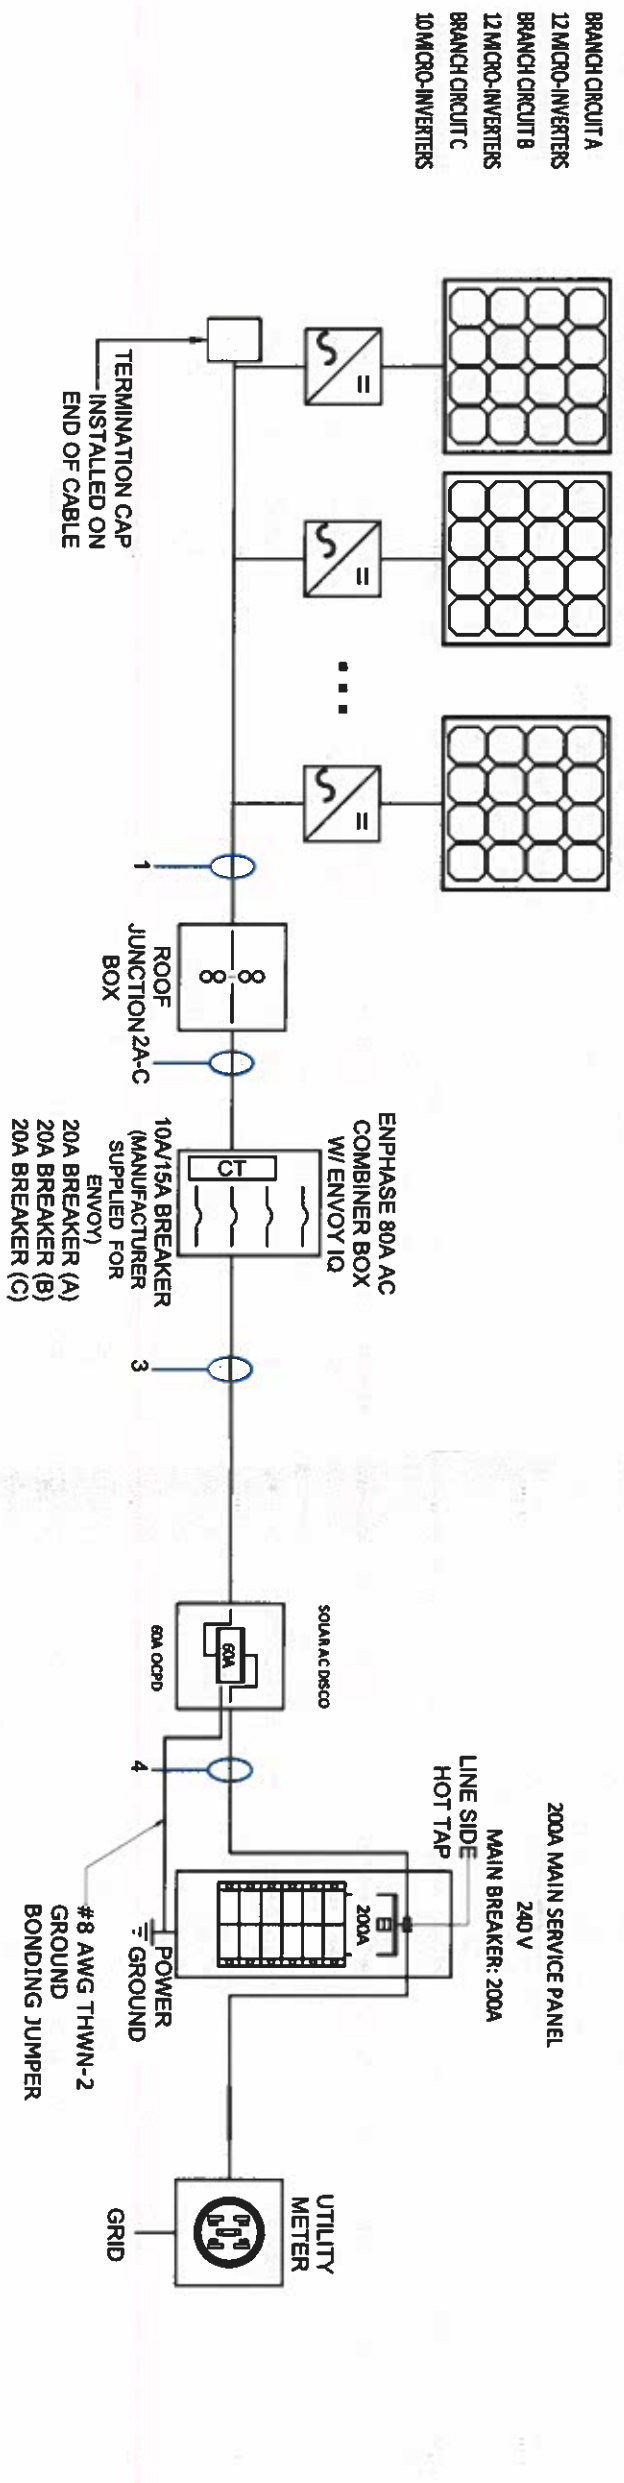 BRANCH CIRCUIT A
12 MICRO-INVERTERS
BRANCH CIRCUIT B
12 MICRO-INVERTERS
BRANCH CIRCUIT C
10 MICRO-INVERTERS
TERMINATION CAP
INSTALLED ON
END OF CABLE
1
ROOF
JUNCTION
BOX
2A-C
ENPHASE 80A AC
COMBINER BOX
W/ ENVOY IQ
CT
10A/15A BREAKER
(MANUFACTURER
SUPPLIED FOR
ENVOY)
20A BREAKER (A)
20A BREAKER (B)
20A BREAKER (C)
3
SOLAR AC DISCO
60A
60A OCPD
4
LINE SIDE
HOT TAP
200A MAIN SERVICE PANEL
240 V
MAIN BREAKER: 200A
200A
POWER
GROUND
#8 AWG THWN-2
GROUND
BONDING JUMPER
UTILITY
METER
GRID